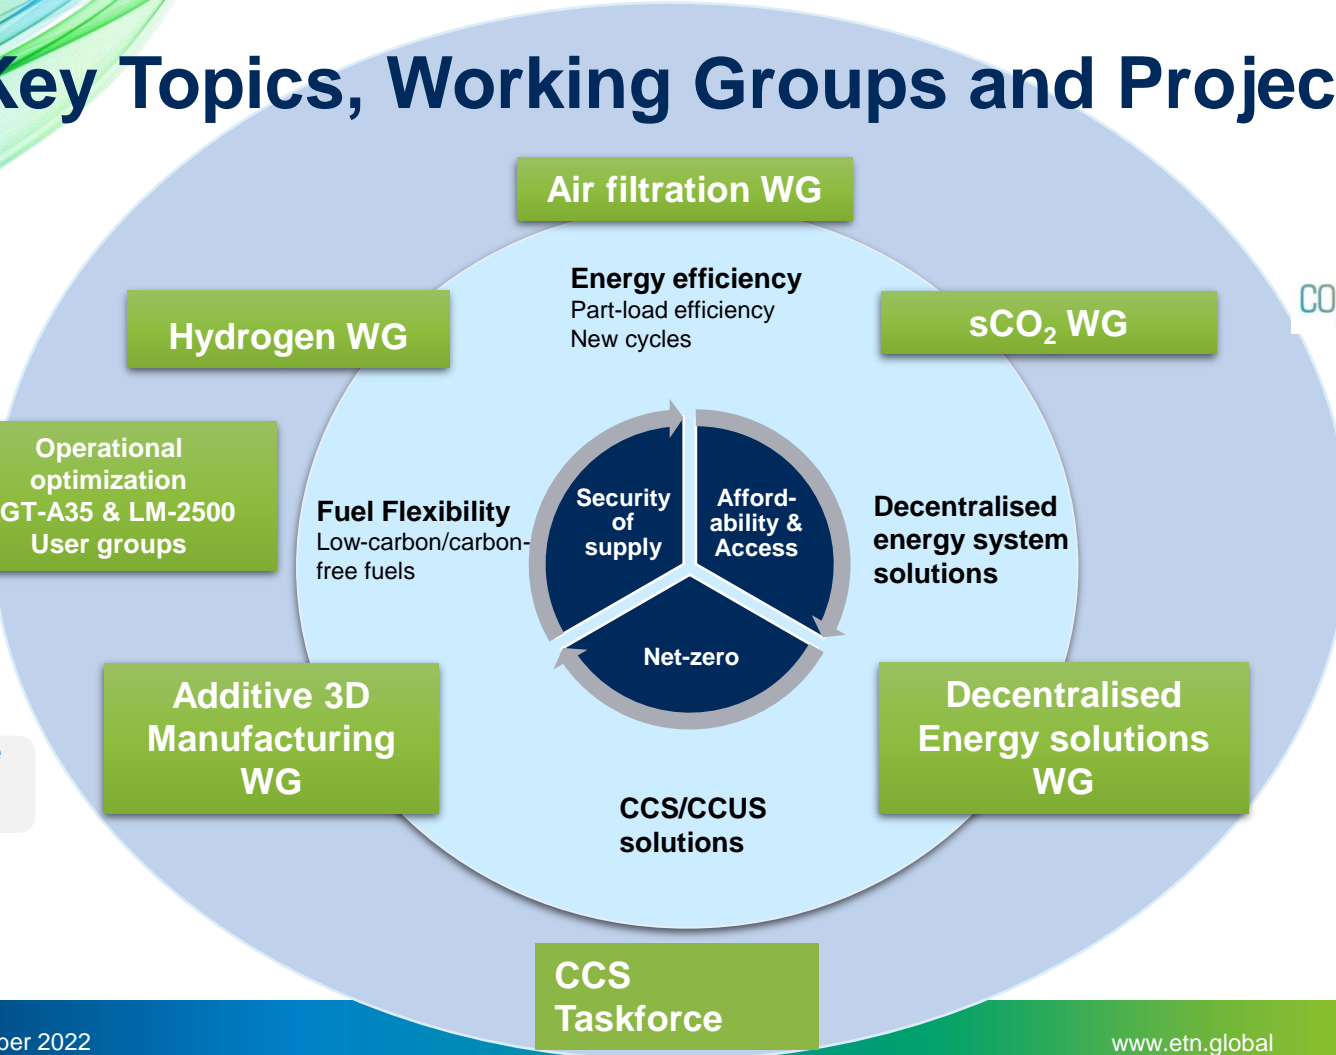 Key Topics, Working Groups and Projec
Air filtration WG
Energy efficiency
Part-load efficiency
New cycles
CO
Hydrogen WG
sCO₂ WG
Operational
optimization
GT-A35 & LM-2500
User groups
Fuel Flexibility
Low-carbon/carbon-
free fuels
Security
of
supply
Afford-
ability &
Access
Decentralised
energy system
solutions
Net-zero
Additive 3D
Manufacturing
WG
Decentralised
Energy solutions
WG
CCS/CCUS
solutions
CCS
Taskforce
ber 2022
www.etn.global